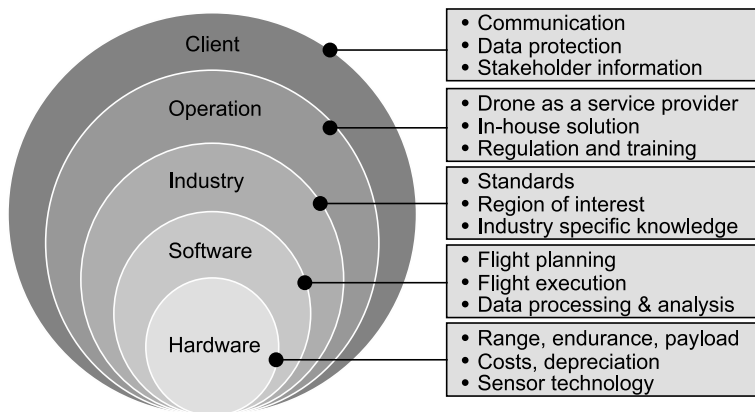 Client
• Communication
• Data protection
• Stakeholder information
Operation
• Drone as a service provider
• In-house solution
• Regulation and training
Industry
• Standards
• Region of interest
• Industry specific knowledge
Software
• Flight planning
• Flight execution
• Data processing & analysis
Hardware
• Range, endurance, payload
• Costs, depreciation
• Sensor technology